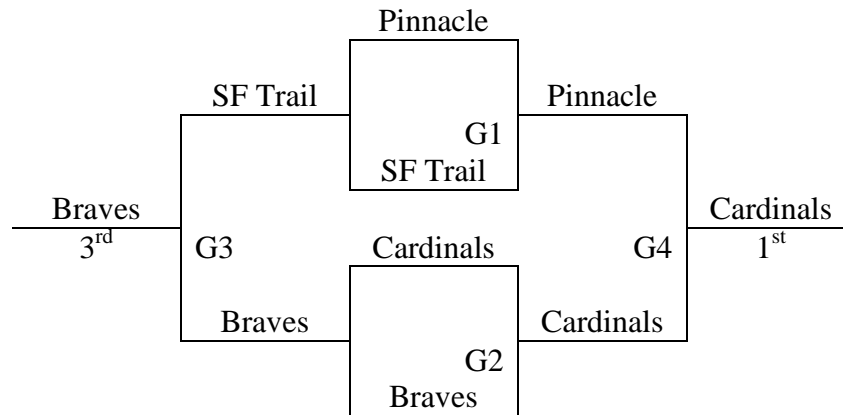 Pinnacle
SF Trail Pinnacle
G1
SF Trail
Braves Cardinals
3rd G3 Cardinals G4 1st
Braves Cardinals
G2
Braves